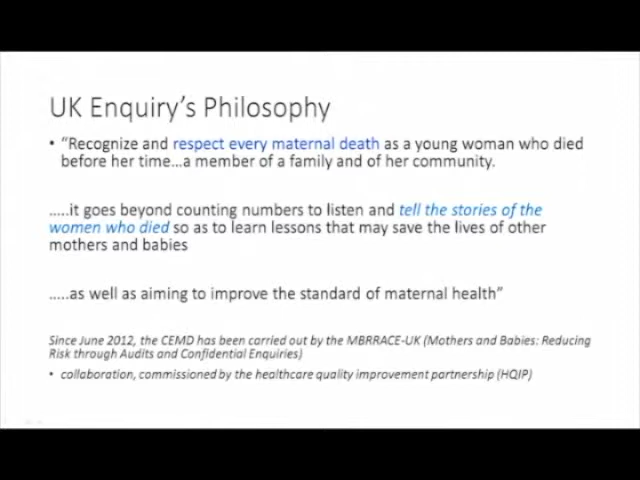 UK Enquiry's Philosophy
• "Recognize and respect every maternal death as a young woman who died
before her time...a member of a family and of her community.
.....it goes beyond counting numbers to listen and tell the stories of the
women who died so as to learn lessons that may save the lives of other
mothers and babies
.....as well as aiming to improve the standard of maternal health"
Since June 2012, the CEMD has been carried out by the MBRRACE-UK (Mothers and Babies: Reducing
Risk through Audits and Confidential Enquiries)
• collaboration, commissioned by the healthcare quality improvement partnership (HQIP)